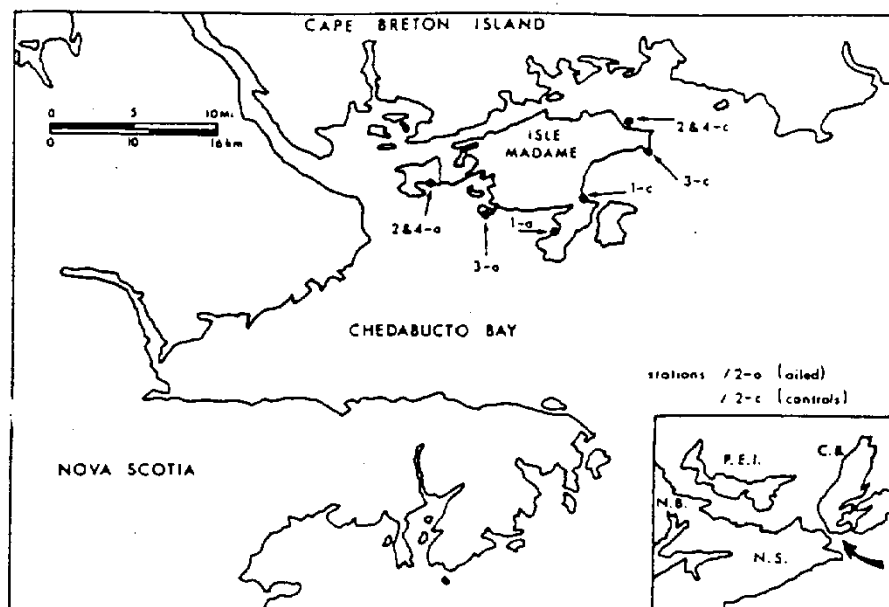 CAPE BRETON ISLAND
0 5 10 Mi.
0 10 16 km
ISLE
MADAME
2 & 4-c
3-c
1-c
2 & 4-o
1-o
3-o
CHEDABUCTO BAY
stations / 2-o (oiled)
/ 2-c (controls)
NOVA SCOTIA
P.E.I.
C.B.
N.B.
N.S.